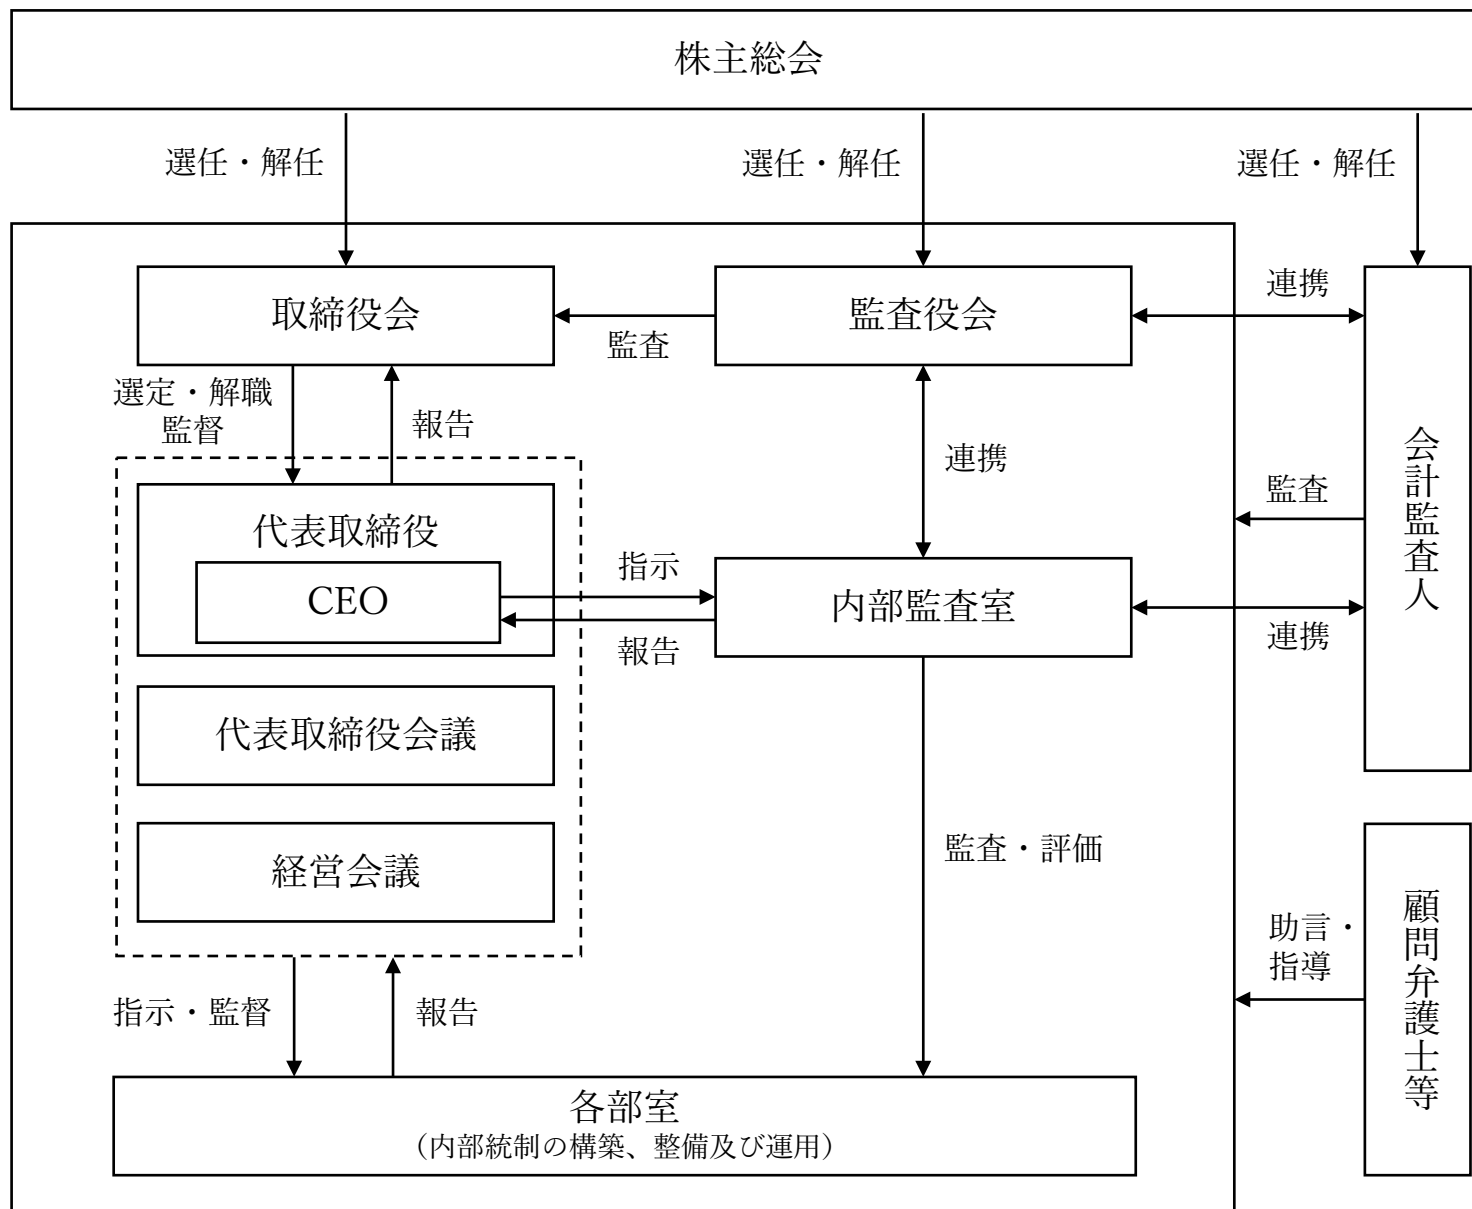 株主総会
選任・解任
選任・解任
選任・解任
取締役会
監査
監査役会
連携
選定・解職
監督
報告
連携
会計監査人
監査
代表取締役
CEO
指示
報告
内部監査室
連携
代表取締役会議
経営会議
監査・評価
助言・
指導
顧問弁護士等
指示・監督
報告
各部室
（内部統制の構築、整備及び運用）